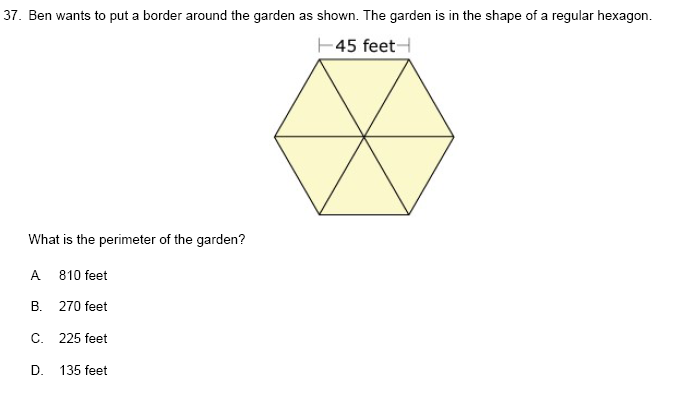 37. Ben wants to put a border around the garden as shown. The garden is in the shape of a regular hexagon.
45 feet
What is the perimeter of the garden?
A 810 feet
B. 270 feet
C. 225 feet
D. 135 feet